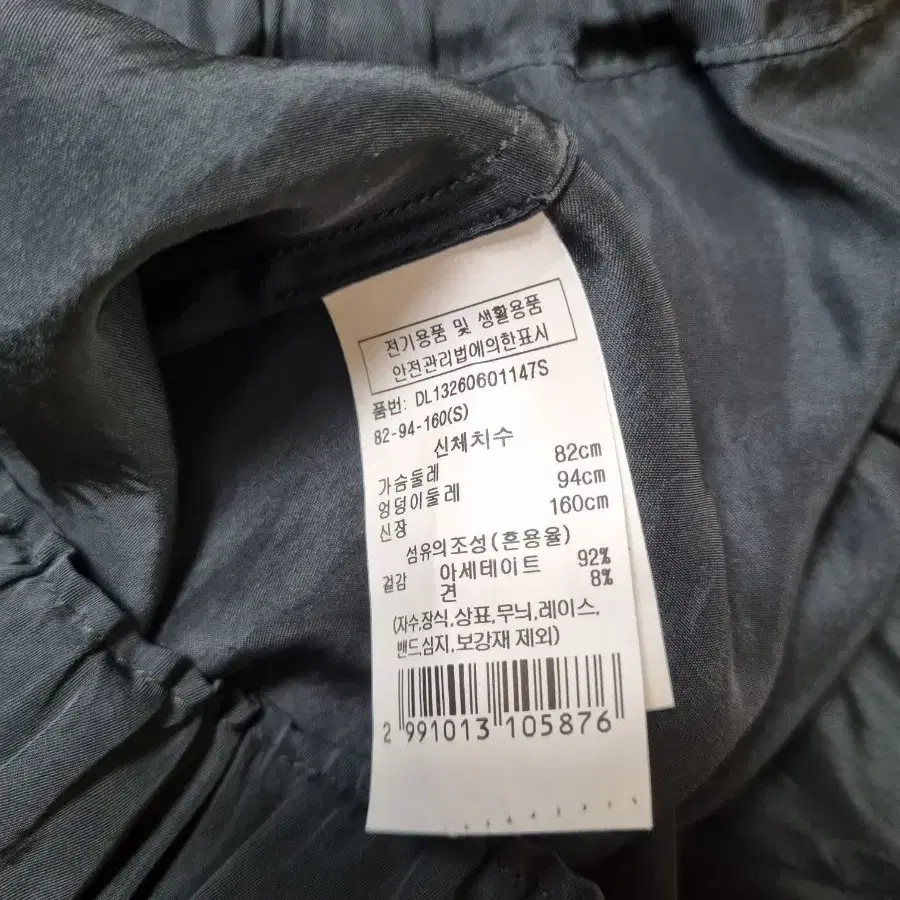 전기용품 및 생활용품
안전관리법에의한표시
품번: DL13260601147S
82-94-160(S)
신체치수
가슴둘레 82cm
엉덩이둘레 94cm
신장 160cm
섬유의조성(혼용율)
겉감 아세테이트 92%
견 8%
(자수,장식,상표,무늬,레이스,
밴드,심지,보강재 제외)
2 991013 105876